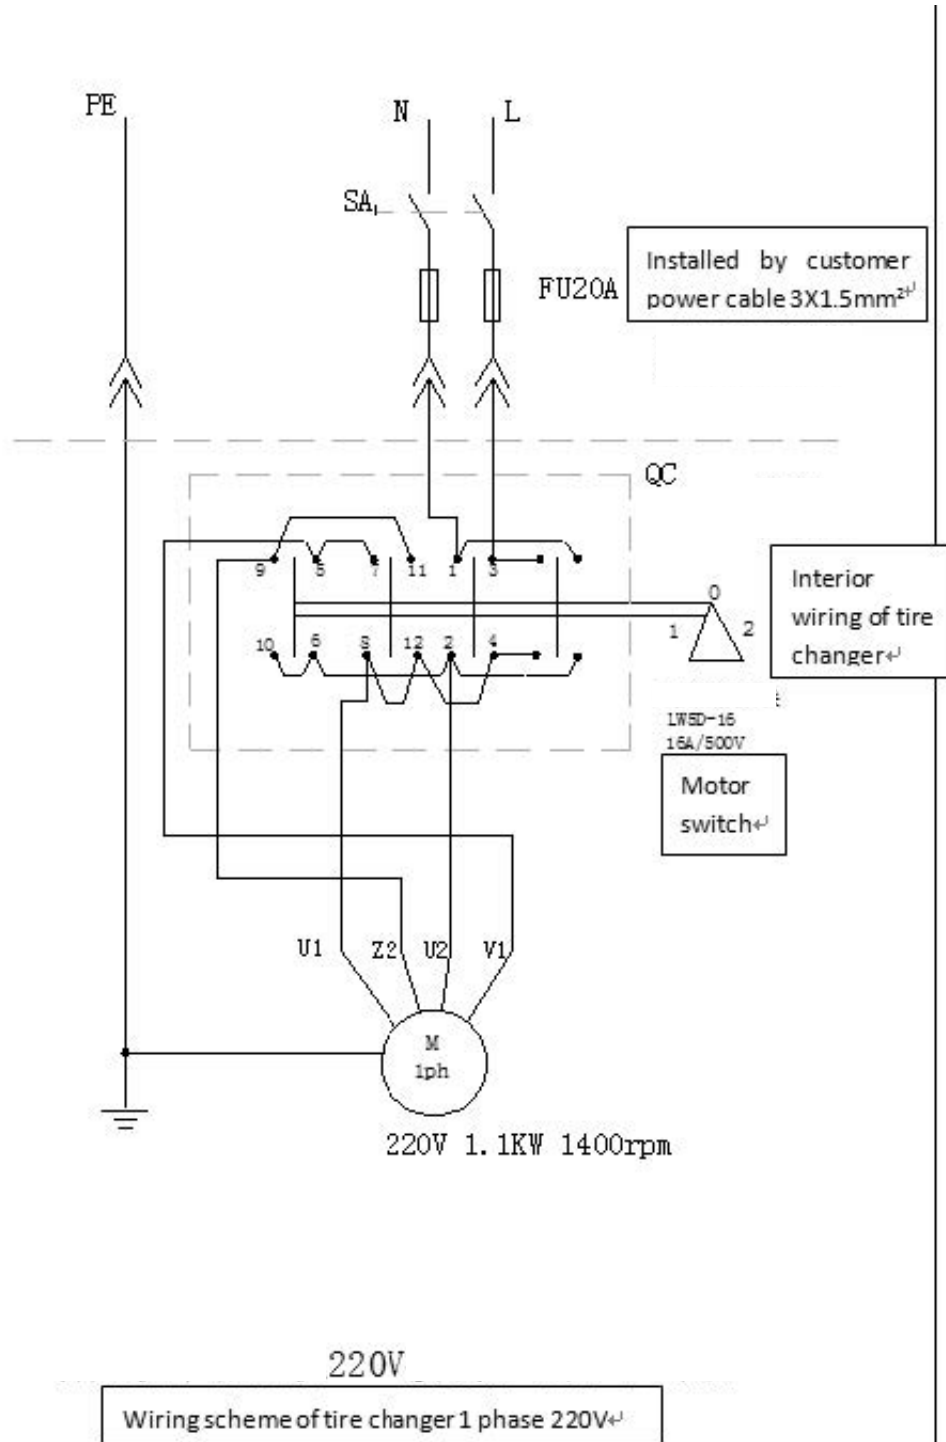 PE
N
L
SA
FU20A
Installed by customer
power cable 3X1.5mm²↵
QC
9 5 7 11 1 3
10 6 8 12 2 4
0
1 2
Interior
wiring of tire
changer↵
LW5D-16
16A/500V
Motor
switch↵
U1 Z2 U2 V1
M
1ph
220V 1.1KW 1400rpm
220V
Wiring scheme of tire changer 1 phase 220V↵